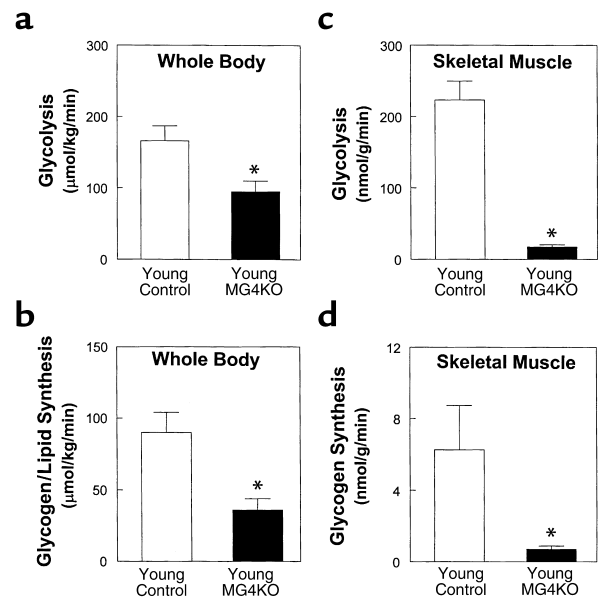 a
Whole Body
Glycolysis
(μmol/kg/min)
300
200
100
0
*
Young
Control
Young
MG4KO
c
Skeletal Muscle
Glycolysis
(nmol/g/min)
300
200
100
0
*
Young
Control
Young
MG4KO
b
Whole Body
Glycogen/Lipid Synthesis
(μmol/kg/min)
150
100
50
0
*
Young
Control
Young
MG4KO
d
Skeletal Muscle
Glycogen Synthesis
(nmol/g/min)
12
8
4
0
*
Young
Control
Young
MG4KO